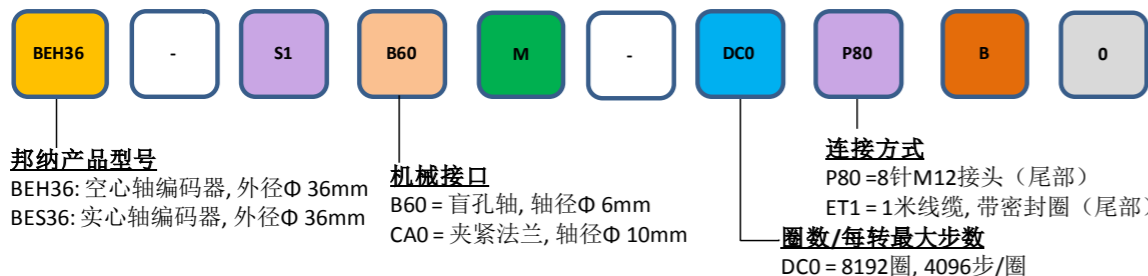 BEH36 - S1 B60 M - DC0 P80 B 0
邦纳产品型号
BEH36: 空心轴编码器, 外径Φ 36mm
BES36: 实心轴编码器, 外径Φ 36mm
机械接口
B60 = 盲孔轴, 轴径Φ 6mm
CA0 = 夹紧法兰, 轴径Φ 10mm
连接方式
P80 =8针M12接头（尾部）
ET1 = 1米线缆, 带密封圈（尾部）
圈数/每转最大步数
DC0 = 8192圈, 4096步/圈